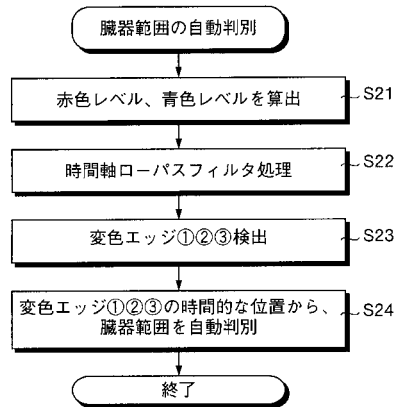 臓器範囲の自動判別
赤色レベル、青色レベルを算出
S21
時間軸ローパスフィルタ処理
S22
変色エッジ①②③検出
S23
変色エッジ①②③の時間的な位置から、
臓器範囲を自動判別
S24
終了